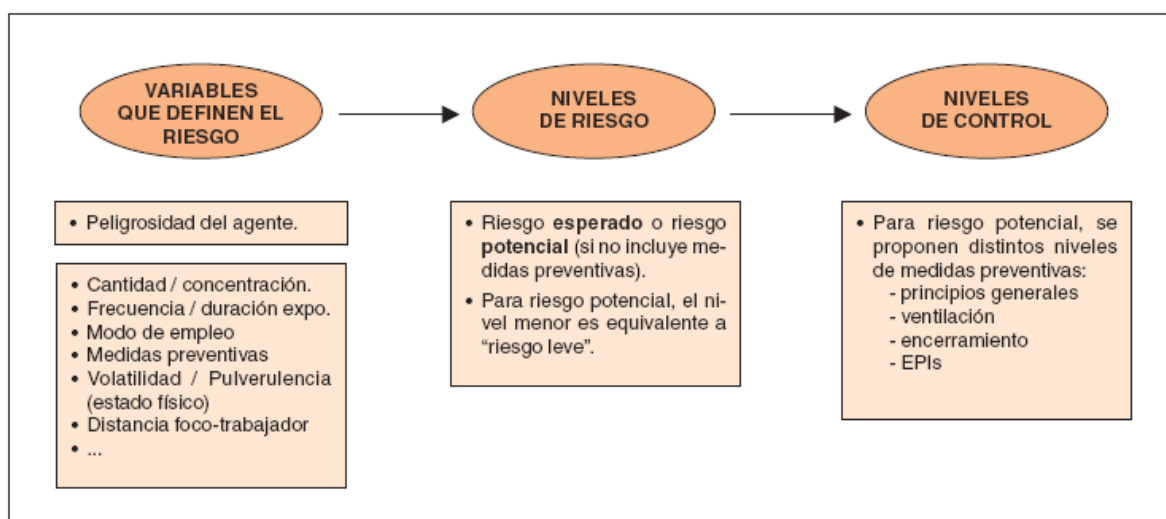 VARIABLES
QUE DEFINEN EL
RIESGO
NIVELES
DE RIESGO
NIVELES
DE CONTROL
• Peligrosidad del agente.
• Cantidad / concentración.
• Frecuencia / duración expo.
• Modo de empleo
• Medidas preventivas
• Volatilidad / Pulverulencia
(estado físico)
• Distancia foco-trabajador
• ...
• Riesgo esperado o riesgo
potencial (si no incluye me-
didas preventivas).
• Para riesgo potencial, el ni-
vel menor es equivalente a
“riesgo leve”.
• Para riesgo potencial, se
proponen distintos niveles
de medidas preventivas:
- principios generales
- ventilación
- encerramiento
- EPIs